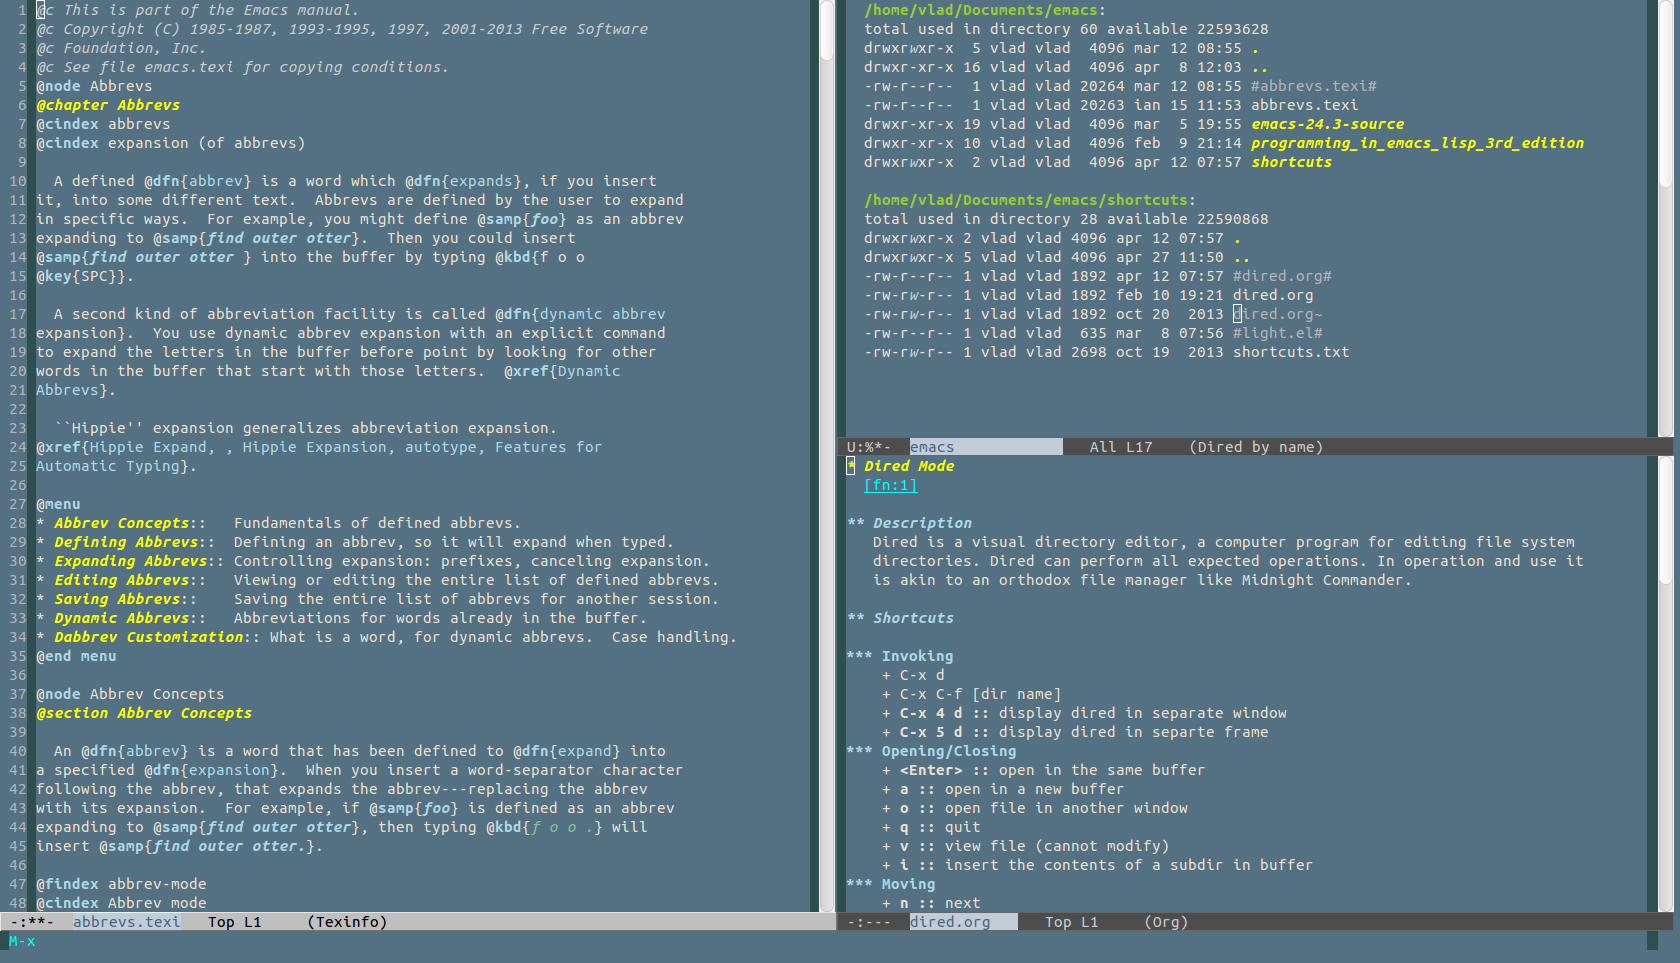 1 @c This is part of the Emacs manual.
2 @c Copyright (C) 1985-1987, 1993-1995, 1997, 2001-2013 Free Software
3 @c Foundation, Inc.
4 @c See file emacs.texi for copying conditions.
5 @node Abbrevs
6 @chapter Abbrevs
7 @cindex abbrevs
8 @cindex expansion (of abbrevs)
9
10   A defined @dfn{abbrev} is a word which @dfn{expands}, if you insert
11 it, into some different text.  Abbrevs are defined by the user to expand
12 in specific ways.  For example, you might define @samp{foo} as an abbrev
13 expanding to @samp{find outer otter}.  Then you could insert
14 @samp{find outer otter } into the buffer by typing @kbd{f o o
15 @key{SPC}}.
16
17   A second kind of abbreviation facility is called @dfn{dynamic abbrev
18 expansion}.  You use dynamic abbrev expansion with an explicit command
19 to expand the letters in the buffer before point by looking for other
20 words in the buffer that start with those letters.  @xref{Dynamic
21 Abbrevs}.
22
23   ``Hippie'' expansion generalizes abbreviation expansion.
24 @xref{Hippie Expand, , Hippie Expansion, autotype, Features for
25 Automatic Typing}.
26
27 @menu
28 * Abbrev Concepts::   Fundamentals of defined abbrevs.
29 * Defining Abbrevs::  Defining an abbrev, so it will expand when typed.
30 * Expanding Abbrevs:: Controlling expansion: prefixes, canceling expansion.
31 * Editing Abbrevs::   Viewing or editing the entire list of defined abbrevs.
32 * Saving Abbrevs::    Saving the entire list of abbrevs for another session.
33 * Dynamic Abbrevs::   Abbreviations for words already in the buffer.
34 * Dabbrev Customization:: What is a word, for dynamic abbrevs.  Case handling.
35 @end menu
36
37 @node Abbrev Concepts
38 @section Abbrev Concepts
39
40   An @dfn{abbrev} is a word that has been defined to @dfn{expand} into
41 a specified @dfn{expansion}.  When you insert a word-separator character
42 following the abbrev, that expands the abbrev---replacing the abbrev
43 with its expansion.  For example, if @samp{foo} is defined as an abbrev
44 expanding to @samp{find outer otter}, then typing @kbd{f o o .} will
45 insert @samp{find outer otter.}.
46
47 @findex abbrev-mode
48 @cindex Abbrev mode
-:**-  abbrevs.texi   Top L1     (Texinfo)
M-x
/home/vlad/Documents/emacs:
total used in directory 60 available 22593628
drwxrwxr-x  5 vlad vlad  4096 mar 12 08:55 .
drwxr-xr-x 16 vlad vlad  4096 apr  8 12:03 ..
-rw-r--r--  1 vlad vlad 20264 mar 12 08:55 #abbrevs.texi#
-rw-r--r--  1 vlad vlad 20263 ian 15 11:53 abbrevs.texi
drwxr-xr-x 19 vlad vlad  4096 mar  5 19:55 emacs-24.3-source
drwxr-xr-x 10 vlad vlad  4096 feb  9 21:14 programming_in_emacs_lisp_3rd_edition
drwxrwxr-x  2 vlad vlad  4096 apr 12 07:57 shortcuts

/home/vlad/Documents/emacs/shortcuts:
total used in directory 28 available 22590868
drwxrwxr-x 2 vlad vlad 4096 apr 12 07:57 .
drwxrwxr-x 5 vlad vlad 4096 apr 27 11:50 ..
-rw-r--r-- 1 vlad vlad 1892 apr 12 07:57 #dired.org#
-rw-rw-r-- 1 vlad vlad 1892 feb 10 19:21 dired.org
-rw-rw-r-- 1 vlad vlad 1892 oct 20  2013 dired.org~
-rw-r--r-- 1 vlad vlad  635 mar  8 07:56 #light.el#
-rw-rw-r-- 1 vlad vlad 2698 oct 19  2013 shortcuts.txt
U:%*-  emacs   All L17    (Dired by name)
* Dired Mode
  [fn:1]

** Description
   Dired is a visual directory editor, a computer program for editing file system
   directories. Dired can perform all expected operations. In operation and use it
   is akin to an orthodox file manager like Midnight Commander.

** Shortcuts

*** Invoking
    + C-x d
    + C-x C-f [dir name]
    + C-x 4 d :: display dired in separate window
    + C-x 5 d :: display dired in separte frame
*** Opening/Closing
    + <Enter> :: open in the same buffer
    + a :: open in a new buffer
    + o :: open file in another window
    + q :: quit
    + v :: view file (cannot modify)
    + i :: insert the contents of a subdir in buffer
*** Moving
    + n :: next
-:---  dired.org   Top L1     (Org)